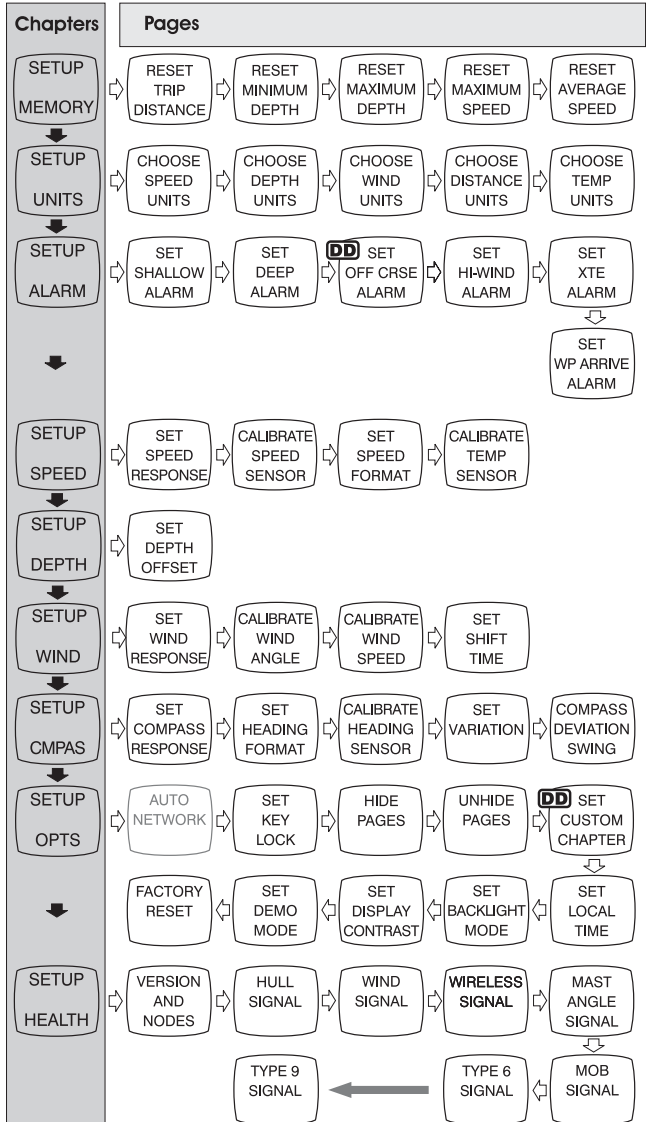 Chapters
Pages
SETUP
MEMORY
RESET
TRIP
DISTANCE
RESET
MINIMUM
DEPTH
RESET
MAXIMUM
DEPTH
RESET
MAXIMUM
SPEED
RESET
AVERAGE
SPEED
SETUP
UNITS
CHOOSE
SPEED
UNITS
CHOOSE
DEPTH
UNITS
CHOOSE
WIND
UNITS
CHOOSE
DISTANCE
UNITS
CHOOSE
TEMP
UNITS
SETUP
ALARM
SET
SHALLOW
ALARM
SET
DEEP
ALARM
DD SET
OFF CRSE
ALARM
SET
HI-WIND
ALARM
SET
XTE
ALARM
SET
WP ARRIVE
ALARM
SETUP
SPEED
SET
SPEED
RESPONSE
CALIBRATE
SPEED
SENSOR
SET
SPEED
FORMAT
CALIBRATE
TEMP
SENSOR
SETUP
DEPTH
SET
DEPTH
OFFSET
SETUP
WIND
SET
WIND
RESPONSE
CALIBRATE
WIND
ANGLE
CALIBRATE
WIND
SPEED
SET
SHIFT
TIME
SETUP
CMPAS
SET
COMPASS
RESPONSE
SET
HEADING
FORMAT
CALIBRATE
HEADING
SENSOR
SET
VARIATION
COMPASS
DEVIATION
SWING
SETUP
OPTS
AUTO
NETWORK
SET
KEY
LOCK
HIDE
PAGES
UNHIDE
PAGES
DD SET
CUSTOM
CHAPTER
FACTORY
RESET
SET
DEMO
MODE
SET
DISPLAY
CONTRAST
SET
BACKLIGHT
MODE
SET
LOCAL
TIME
SETUP
HEALTH
VERSION
AND
NODES
HULL
SIGNAL
WIND
SIGNAL
WIRELESS
SIGNAL
MAST
ANGLE
SIGNAL
TYPE 9
SIGNAL
TYPE 6
SIGNAL
MOB
SIGNAL